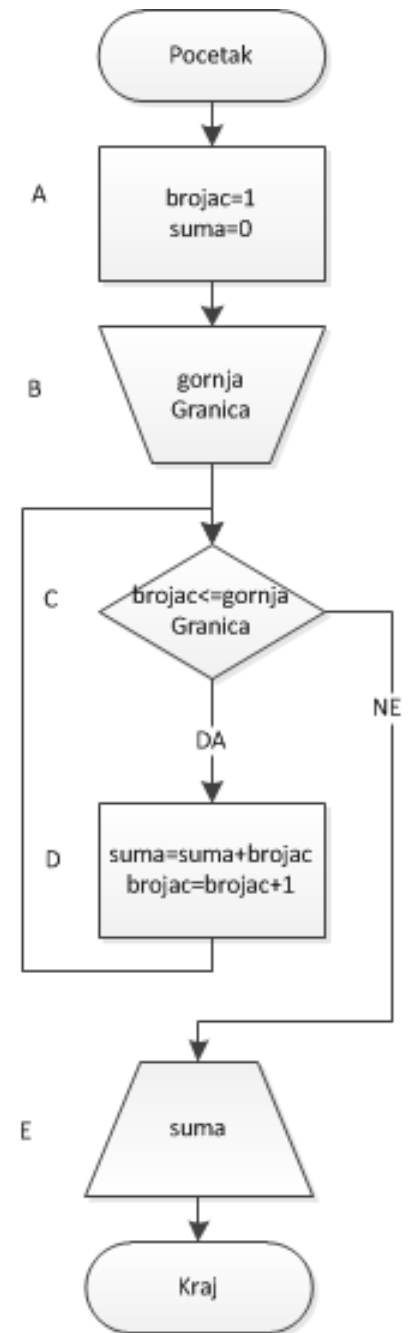 Pocetak
A
brojac=1
suma=0
B
gornja
Granica
C
brojac<=gornja
Granica
NE
DA
D
suma=suma+brojac
brojac=brojac+1
E
suma
Kraj